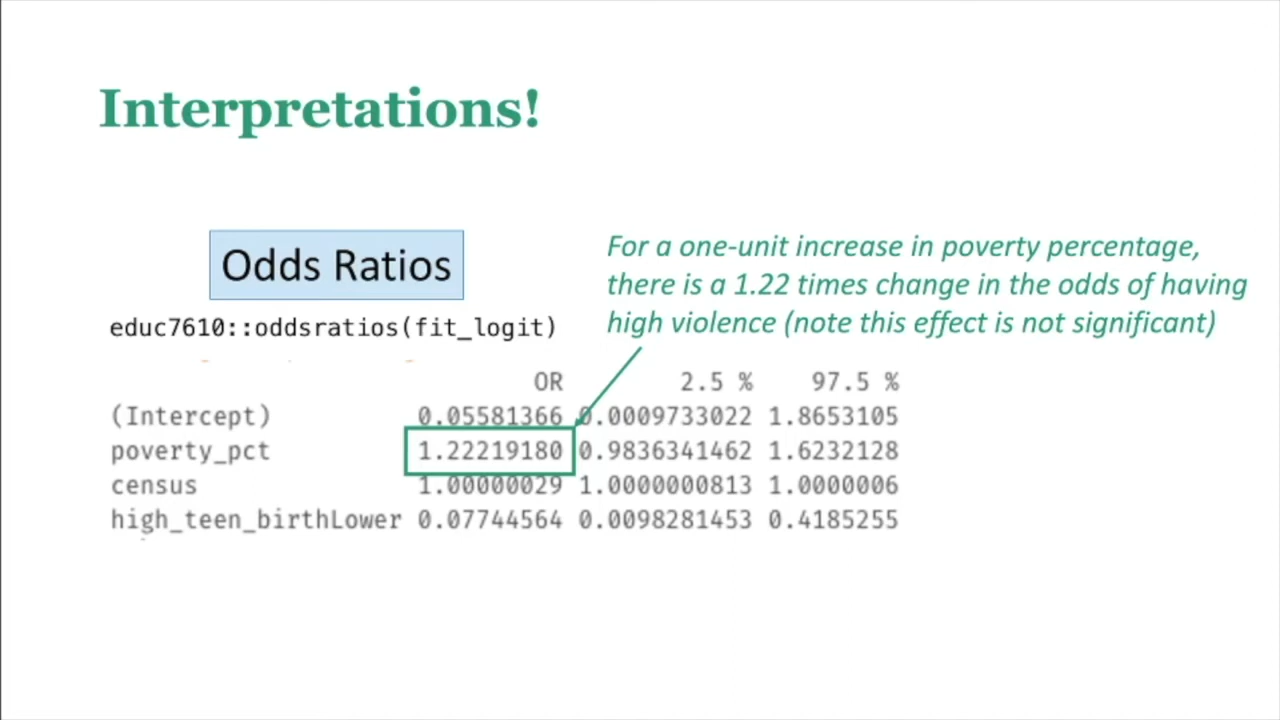 Interpretations!
Odds Ratios
educ7610::oddsratios(fit_logit)
For a one-unit increase in poverty percentage,
there is a 1.22 times change in the odds of having
high violence (note this effect is not significant)
OR 2.5 % 97.5 %
(Intercept) 0.05581366 0.0009733022 1.8653105
poverty_pct 1.22219180 0.9836341462 1.6232128
census 1.00000029 1.0000000813 1.0000006
high_teen_birthLower 0.07744564 0.0098281453 0.4185255